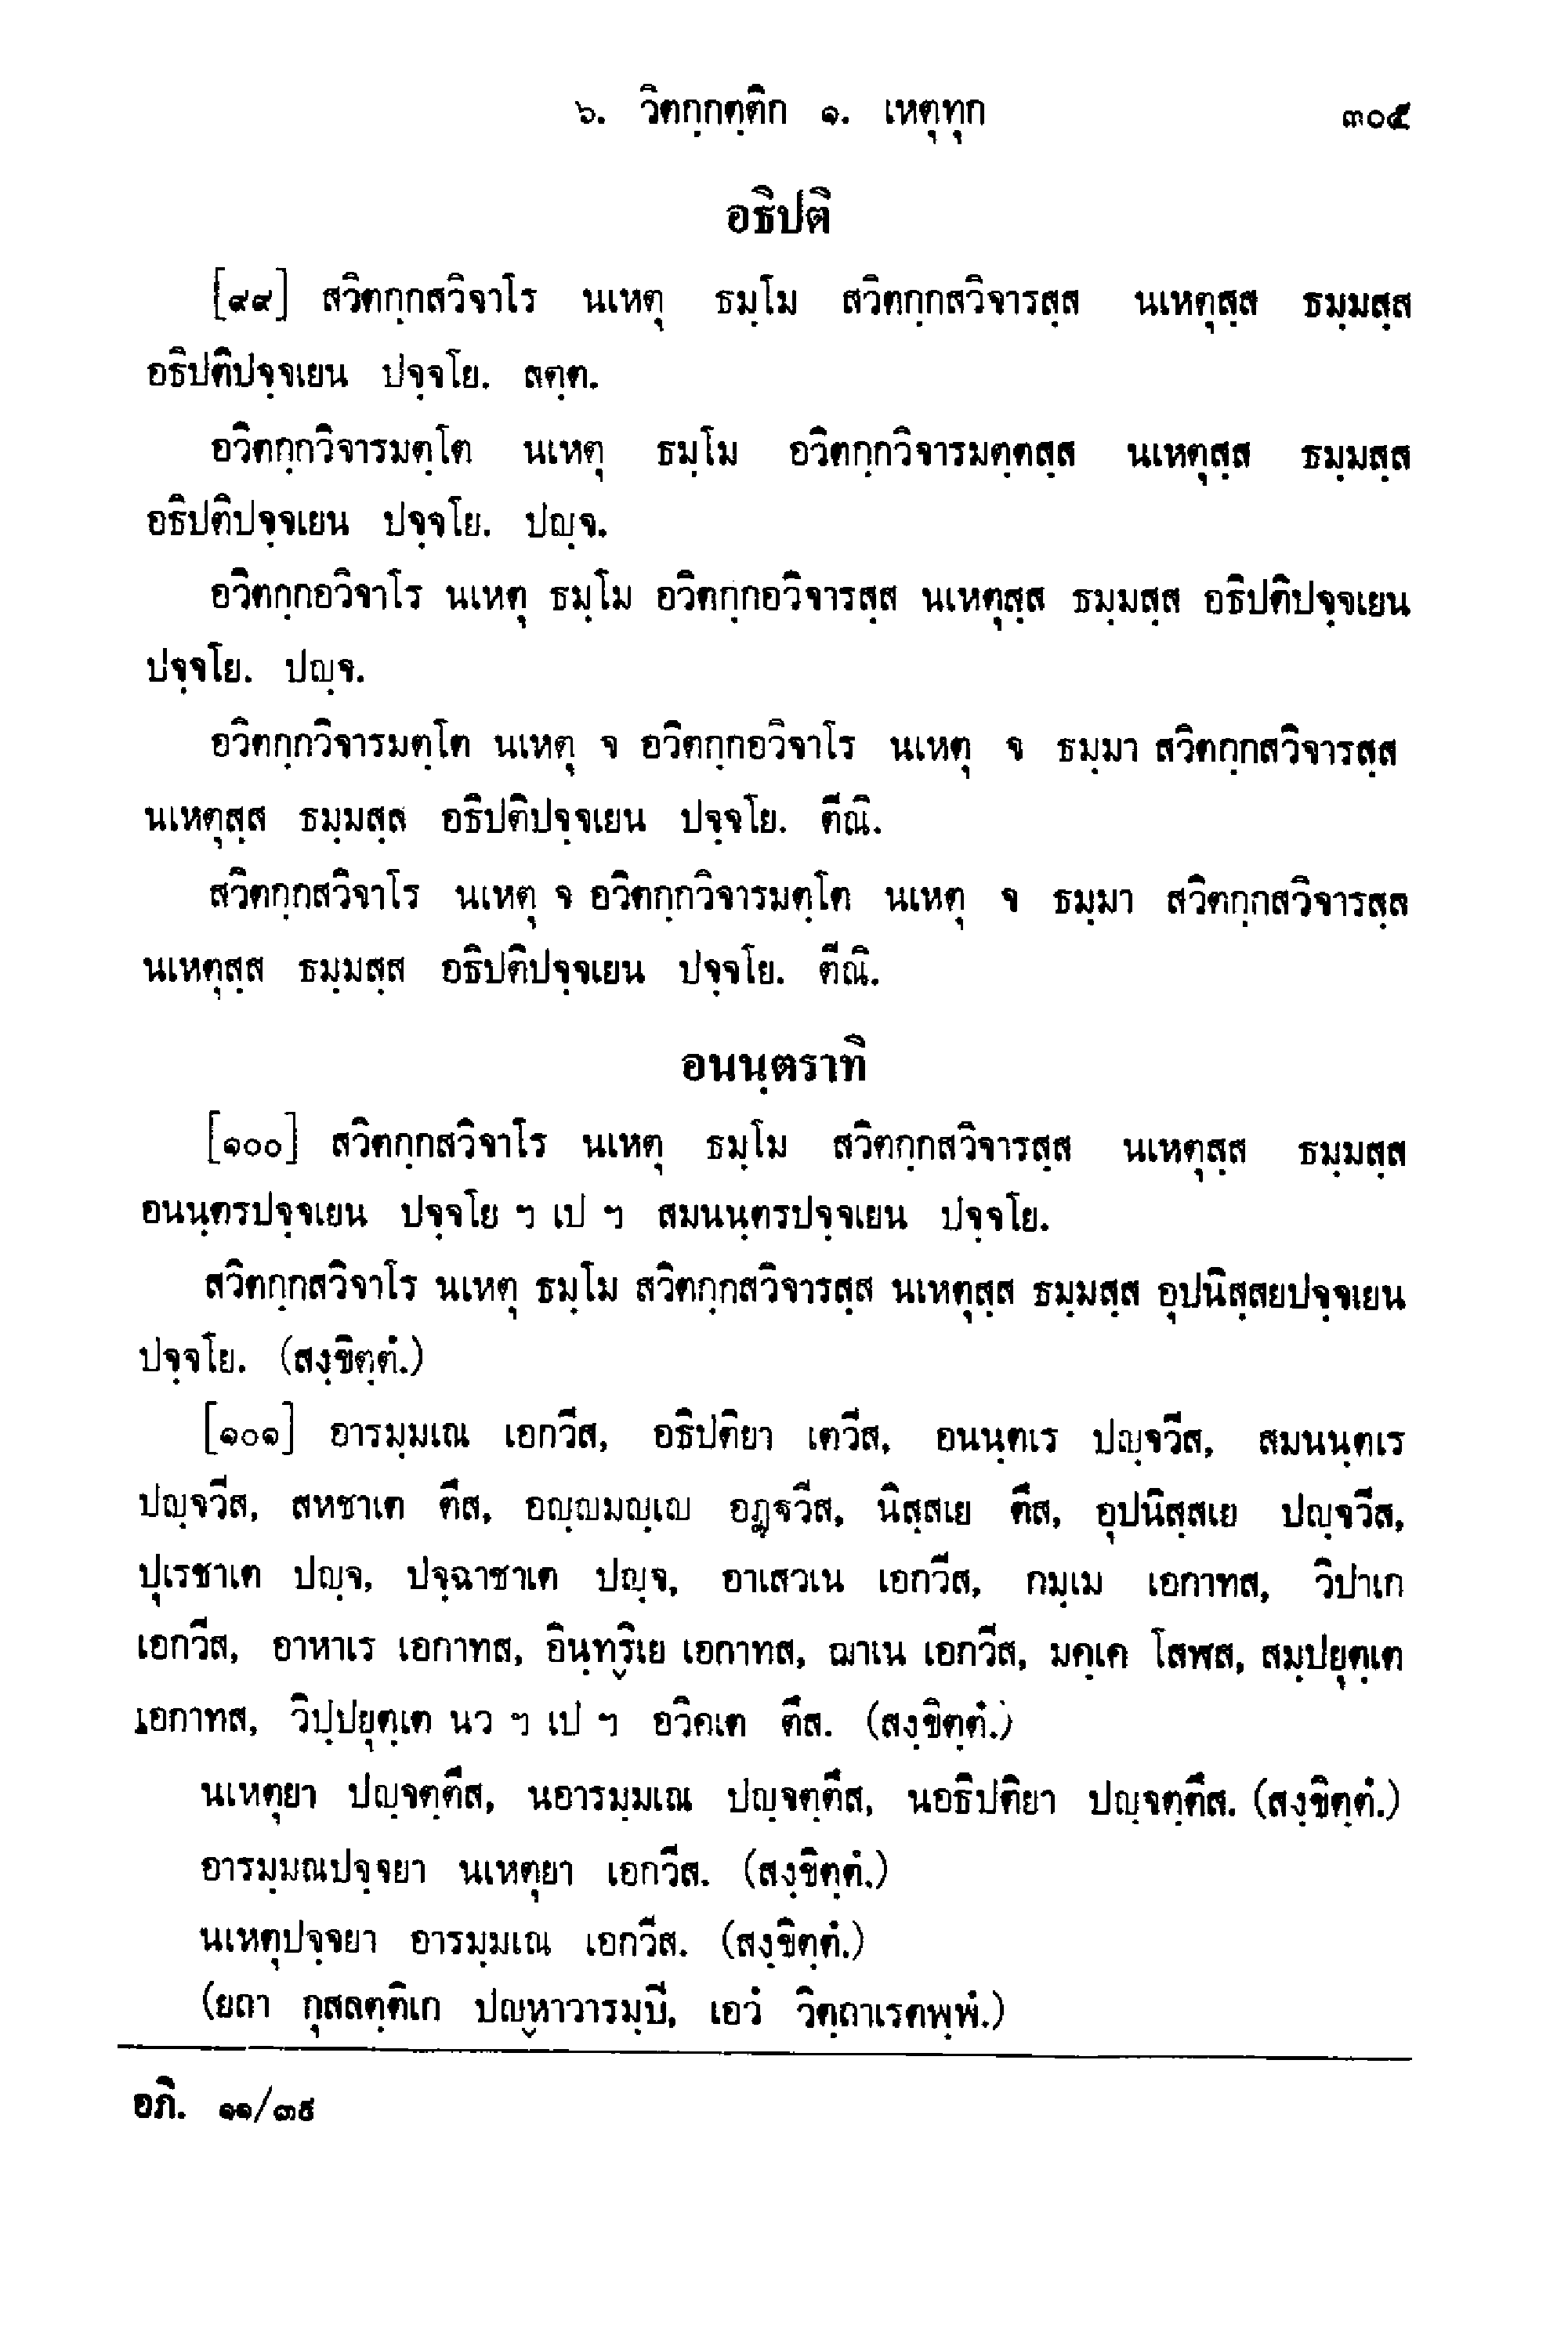 ๖. วิตกฺกตฺติก ๑. เหตุทุก ๓๐๕
อธิปติ
[๙๙] สวิตกฺกสวิจาโร นเหตุ ธมฺโม สวิตกฺกสวิจารสฺส นเหตุสฺส ธมฺมสฺส
อธิปติปจฺจเยน ปจฺจโย. สตฺต.
อวิตกฺกวิจารมตฺโต นเหตุ ธมฺโม อวิตกฺกวิจารมตฺตสฺส นเหตุสฺส ธมฺมสฺส
อธิปติปจฺจเยน ปจฺจโย. ปญฺจ.
อวิตกฺกอวิจาโร นเหตุ ธมฺโม อวิตกฺกอวิจารสฺส นเหตุสฺส ธมฺมสฺส อธิปติปจฺจเยน
ปจฺจโย. ปญฺจ.
อวิตกฺกวิจารมตฺโต นเหตุ จ อวิตกฺกอวิจาโร นเหตุ จ ธมฺมา สวิตกฺกสวิจารสฺส
นเหตุสฺส ธมฺมสฺส อธิปติปจฺจเยน ปจฺจโย. ตีณิ.
สวิตกฺกสวิจาโร นเหตุ จ อวิตกฺกวิจารมตฺโต นเหตุ จ ธมฺมา สวิตกฺกสวิจารสฺส
นเหตุสฺส ธมฺมสฺส อธิปติปจฺจเยน ปจฺจโย. ตีณิ.
อนนฺตราทิ
[๑๐๐] สวิตกฺกสวิจาโร นเหตุ ธมฺโม สวิตกฺกสวิจารสฺส นเหตุสฺส ธมฺมสฺส
อนนฺตรปจฺจเยน ปจฺจโย ฯ เป ฯ สมนนฺตรปจฺจเยน ปจฺจโย.
สวิตกฺกสวิจาโร นเหตุ ธมฺโม สวิตกฺกสวิจารสฺส นเหตุสฺส ธมฺมสฺส อุปนิสฺสยปจฺจเยน
ปจฺจโย. (สงฺขิตฺตํ.)
[๑๐๑] อารมฺมเณ เอกวีส, อธิปติยา เตวีส, อนนฺตเร ปญฺจวีส, สมนนฺตเร
ปญฺจวีส, สหชาเต ตึส, อญฺญมญฺเญ อฏฺฐวีส, นิสฺสเย ตึส, อุปนิสฺสเย ปญฺจวีส,
ปุเรชาเต ปญฺจ, ปจฺฉาชาเต ปญฺจ, อาเสวเน เอกวีส, กมฺเม เอกาทส, วิปาเก
เอกวีส, อาหาเร เอกาทส, อินฺทฺริเย เอกาทส, ฌาเน เอกวีส, มคฺเค โสฬส, สมฺปยุตฺเต
เอกาทส, วิปฺปยุตฺเต นว ฯ เป ฯ อวิคเต ตึส. (สงฺขิตฺตํ.)
นเหตุยา ปญฺจตฺตึส, นอารมฺมเณ ปญฺจตฺตึส, นอธิปติยา ปญฺจตฺตึส. (สงฺขิตฺตํ.)
อารมฺมณปจฺจยา นเหตุยา เอกวีส. (สงฺขิตฺตํ.)
นเหตุปจฺจยา อารมฺมเณ เอกวีส. (สงฺขิตฺตํ.)
(ยถา กุสลตฺติเก ปญฺหาวารมฺปี, เอวํ วิตฺถาเรตพฺพํ.)
อภิ. ๑๑/๓๙